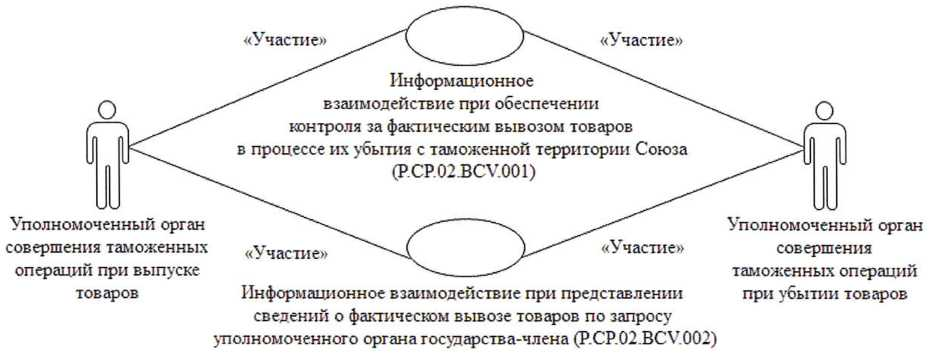 «Участие»
«Участие»
Информационное
взаимодействие при обеспечении
контроля за фактическим вывозом товаров
в процессе их убытия с таможенной территории Союза
(P.CP.02.BCV.001)
Уполномоченный орган
совершения таможенных
операций при выпуске
товаров
Уполномоченный орган
совершения
таможенных операций
при убытии товаров
«Участие»
«Участие»
Информационное взаимодействие при представлении
сведений о фактическом вывозе товаров по запросу
уполномоченного органа государства-члена (P.CP.02.BCV.002)